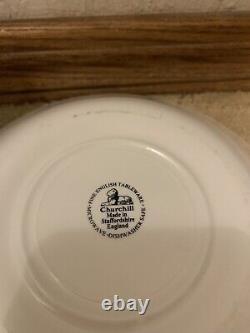 FINE ENGLISH TABLEWARE
Churchill
Made in
Staffordshire
England
MICROWAVE · DISHWASHER SAFE